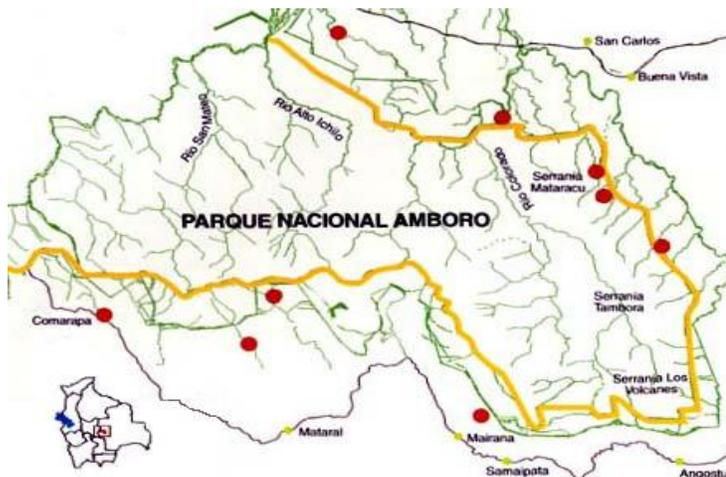 San Carlos
Buena Vista
Rio San Mateo
Rio Alto Ichilo
Rio Colorado
Serrania
Mataracu
PARQUE NACIONAL AMBORO
Serrania
Tambora
Comarapa
Serrania Los
Volcanes
Mataral
Mairana
Samaipata
Angostu